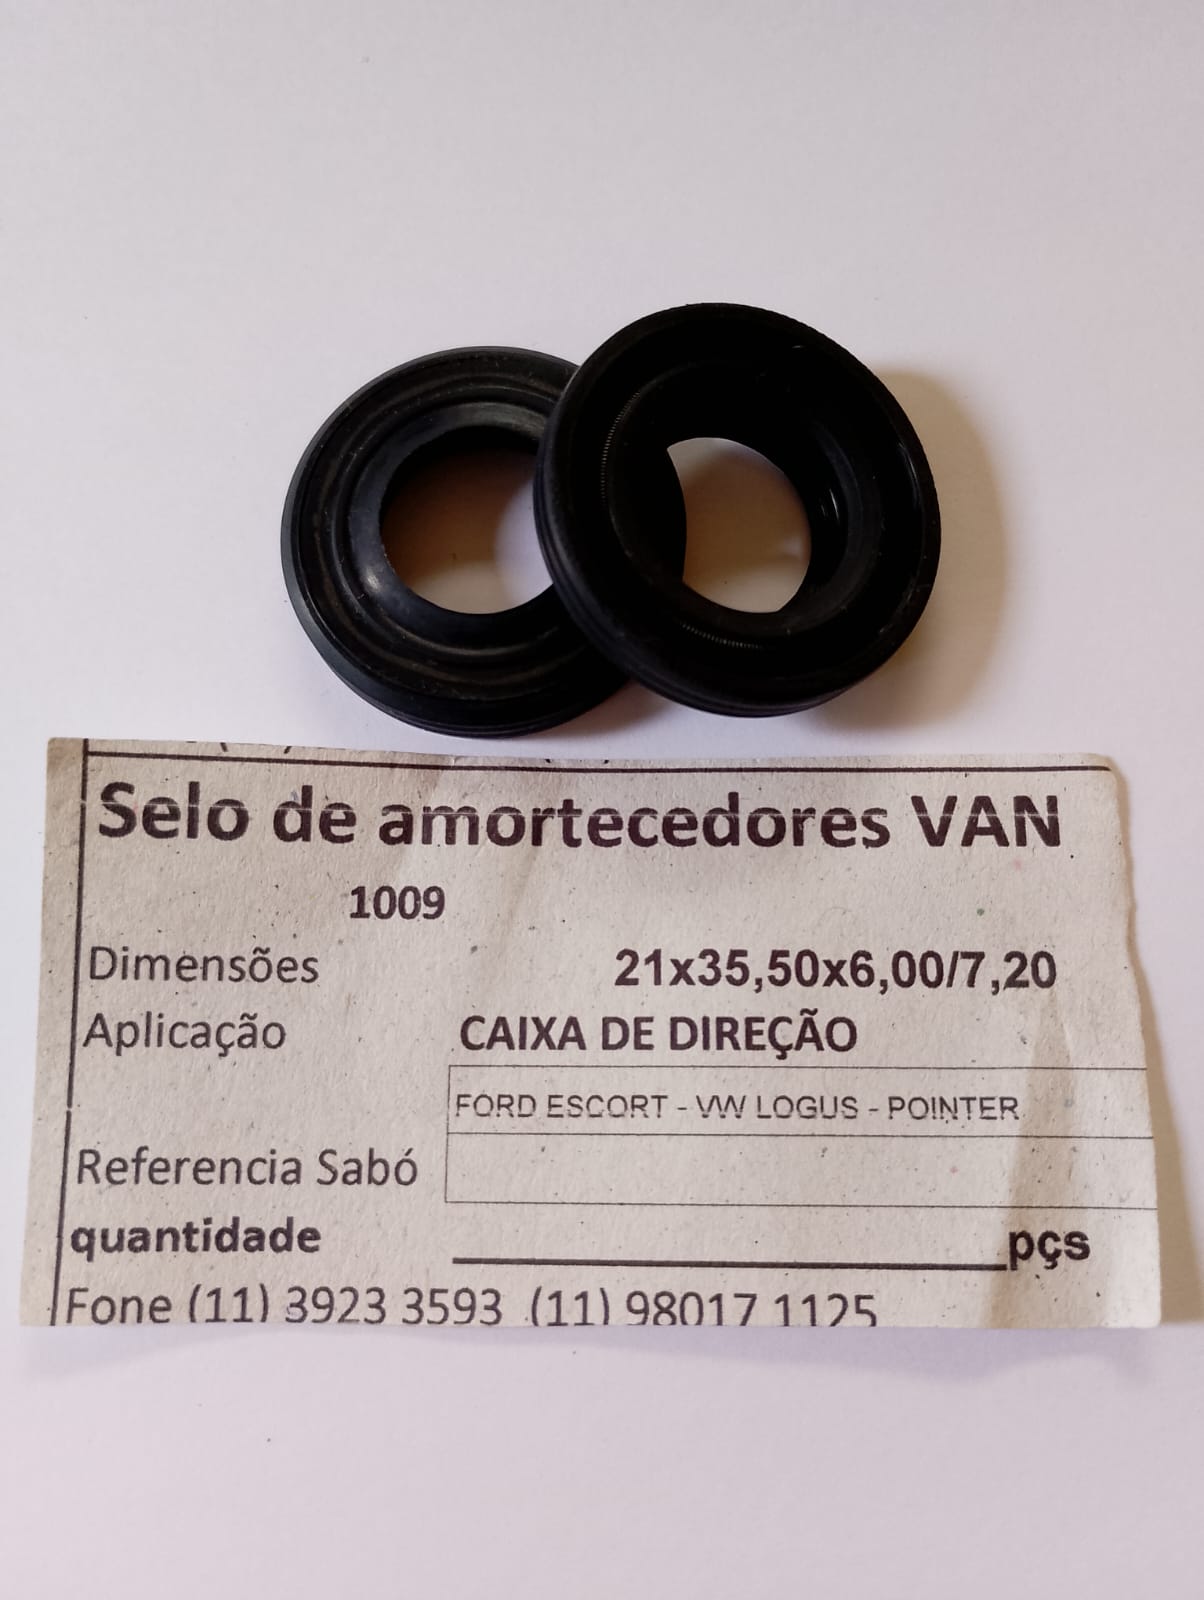 Selo de amortecedores VAN
1009
Dimensões 21x35,50x6,00/7,20
Aplicação CAIXA DE DIREÇÃO
FORD ESCORT - VW LOGUS - POINTER
Referencia Sabó
quantidade ____________________pçs
Fone (11) 3923 3593 (11) 98017 1125